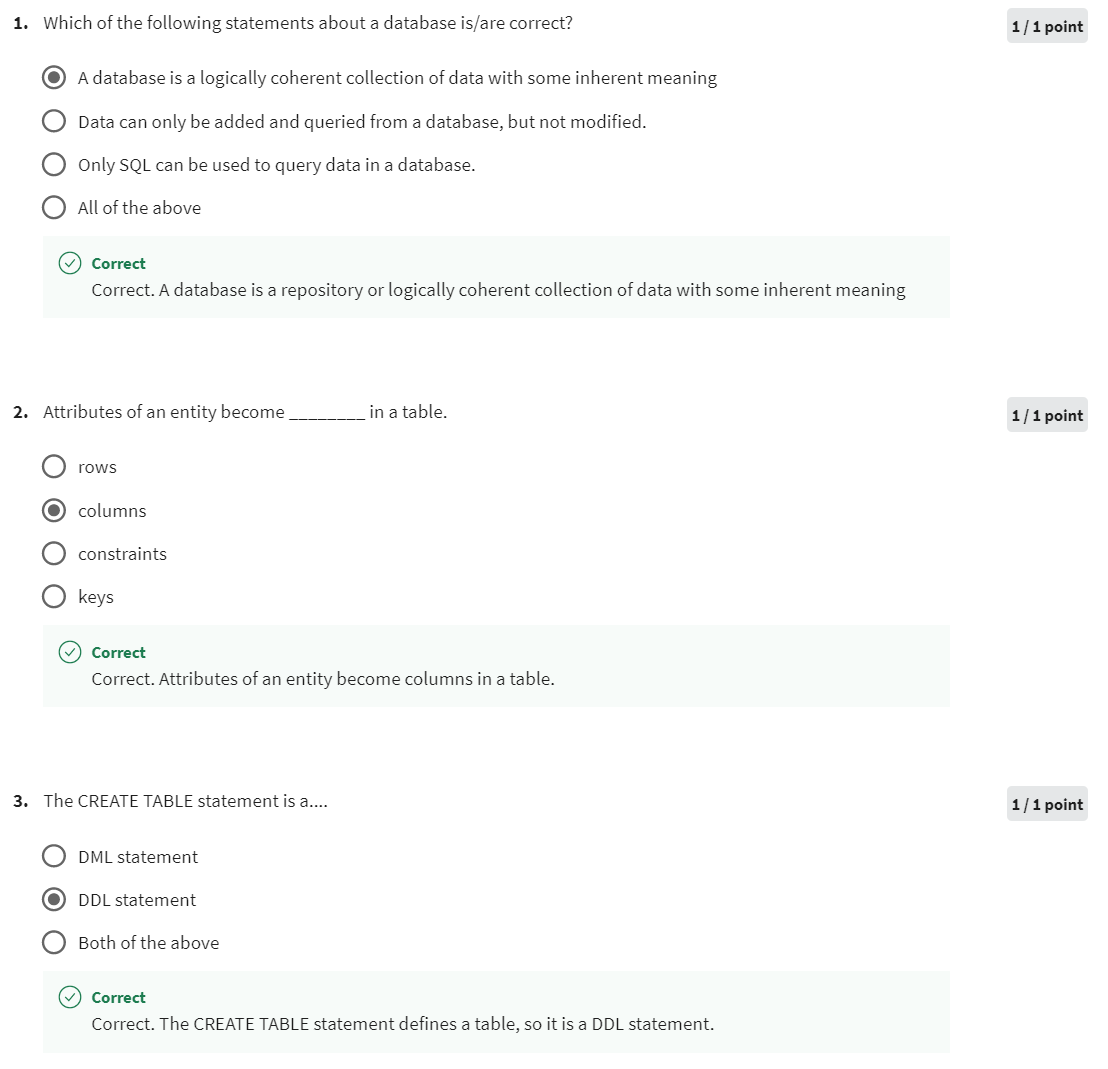 1. Which of the following statements about a database is/are correct? 1 / 1 point
A database is a logically coherent collection of data with some inherent meaning
Data can only be added and queried from a database, but not modified.
Only SQL can be used to query data in a database.
All of the above
Correct
Correct. A database is a repository or logically coherent collection of data with some inherent meaning
2. Attributes of an entity become ________ in a table. 1 / 1 point
rows
columns
constraints
keys
Correct
Correct. Attributes of an entity become columns in a table.
3. The CREATE TABLE statement is a.... 1 / 1 point
DML statement
DDL statement
Both of the above
Correct
Correct. The CREATE TABLE statement defines a table, so it is a DDL statement.